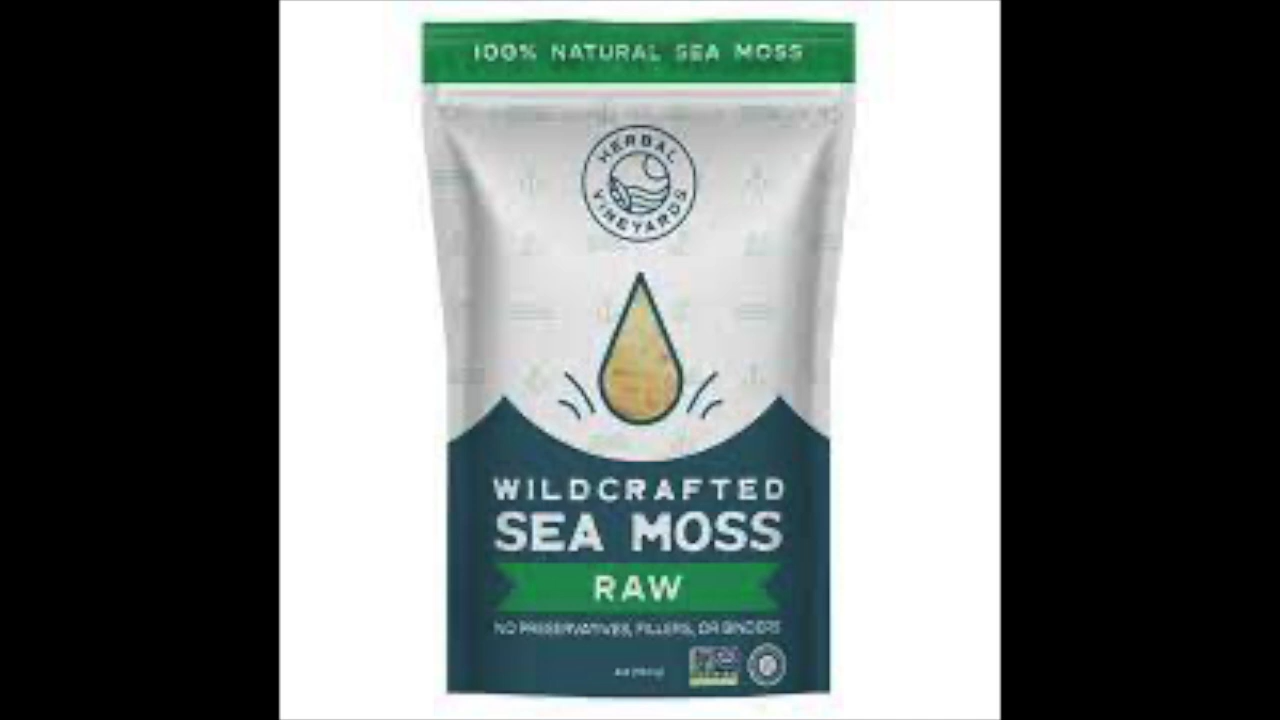 100% NATURAL SEA MOSS
HERBAL
VINEYARDS
WILDCRAFTED
SEA MOSS
RAW
NO PRESERVATIVES, FILLERS, OR BINDERS